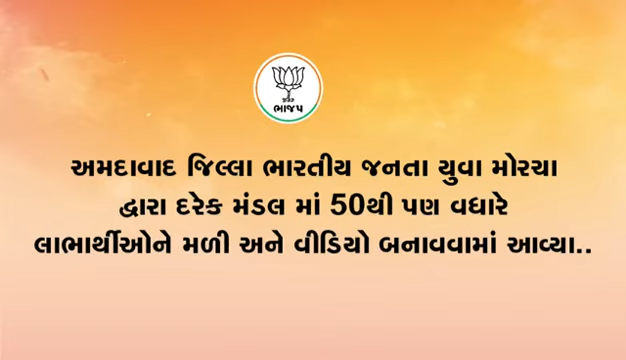 ભાજપ
અમદાવાદ જિલ્લા ભારતીય જનતા યુવા મોરચા
દ્વારા દરેક મંડલ માં 50થી પણ વધારે
લાભાર્થીઓને મળી અને વીડિયો બનાવવામાં આવ્યા..